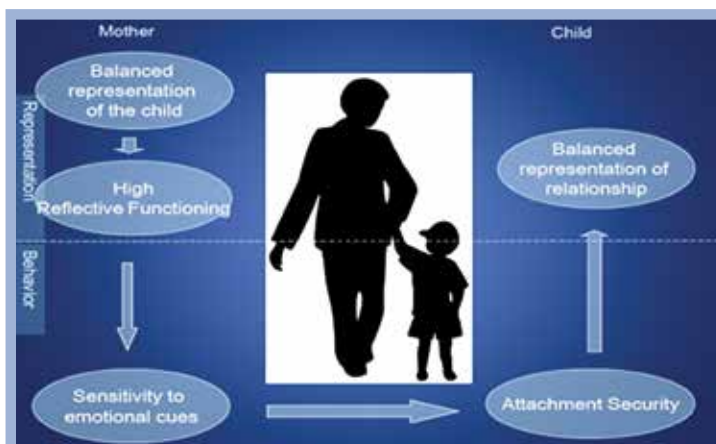 Mother
Child
Balanced
representation
of the child
High
Reflective Functioning
Representation
Behavior
Balanced
representation of
relationship
Sensitivity to
emotional cues
Attachment Security